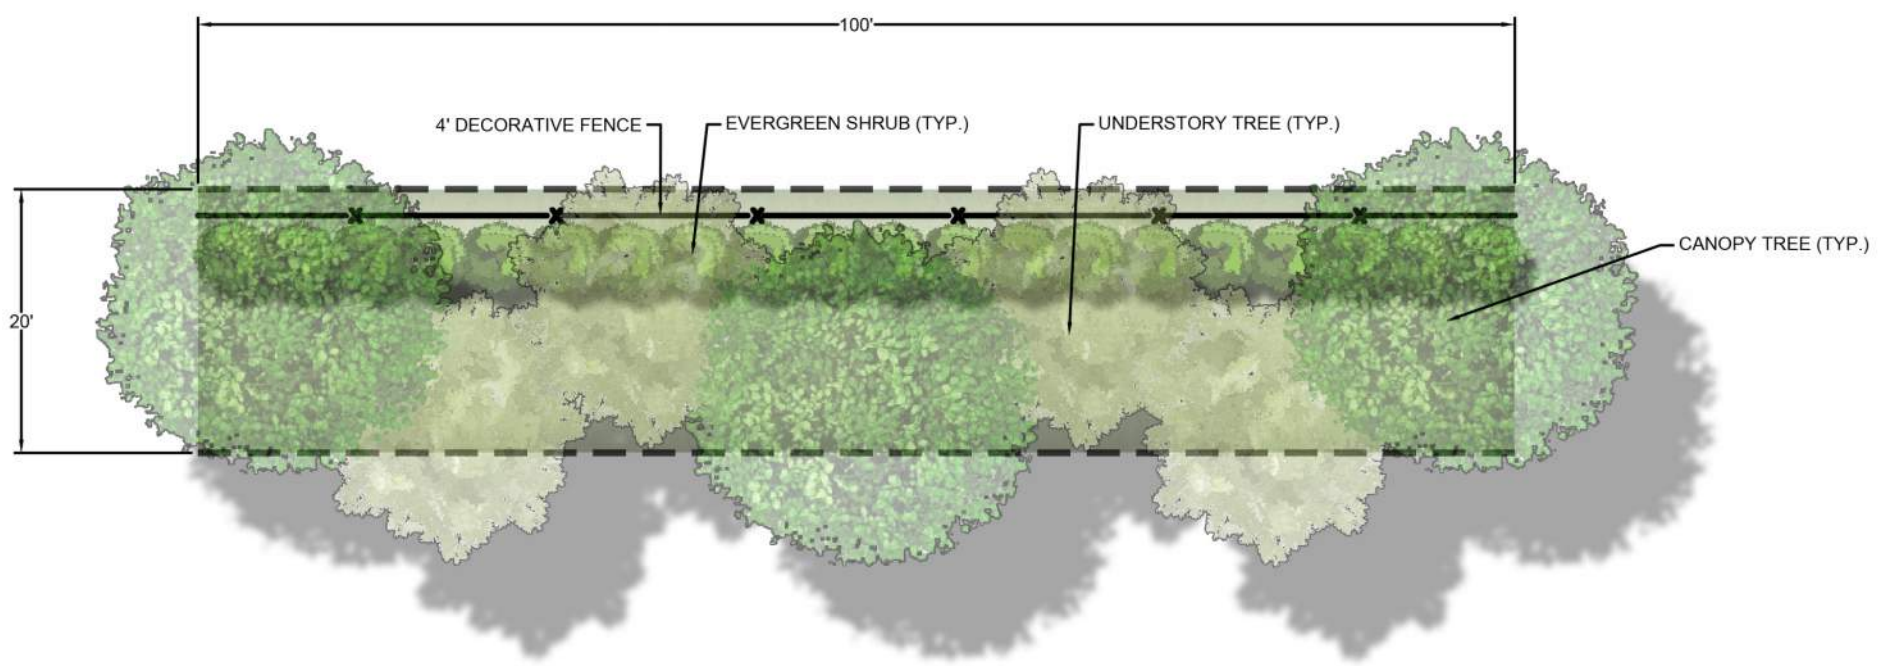 100'
4' DECORATIVE FENCE
EVERGREEN SHRUB (TYP.)
UNDERSTORY TREE (TYP.)
CANOPY TREE (TYP.)
20'